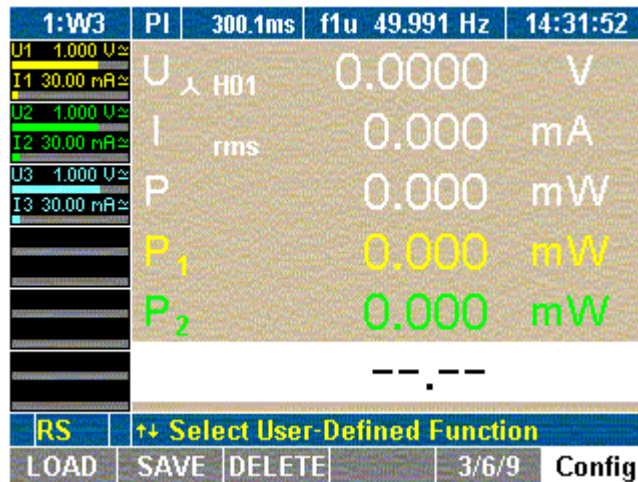 1:W3 PI 300.1ms f1u 49.991 Hz 14:31:52
U1 1.000 V≃
I1 30.00 mA≃
U2 1.000 V≃
I2 30.00 mA≃
U3 1.000 V≃
I3 30.00 mA≃
U⅄ H01 0.0000 V
I rms 0.000 mA
P 0.000 mW
P₁ 0.000 mW
P₂ 0.000 mW
--.--
RS ↑↓ Select User-Defined Function
LOAD SAVE DELETE 3/6/9 Config